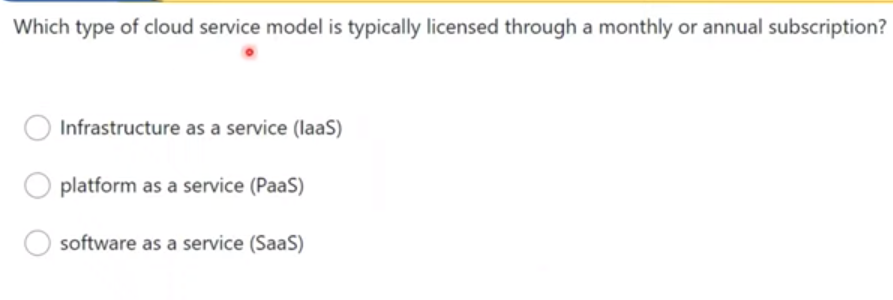 Which type of cloud service model is typically licensed through a monthly or annual subscription?
Infrastructure as a service (IaaS)
platform as a service (PaaS)
software as a service (SaaS)